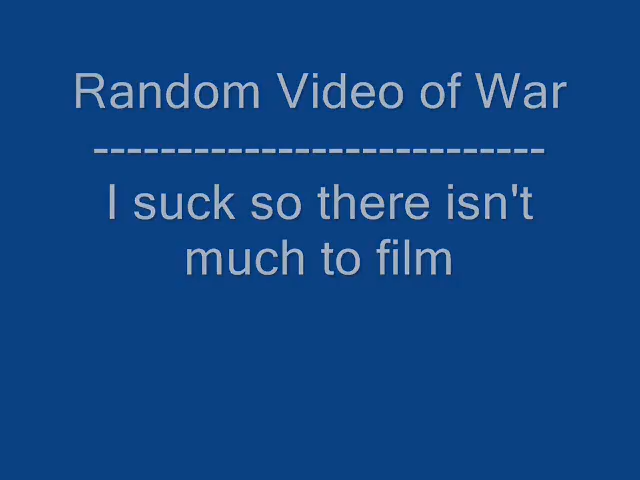 Random Video of War
---------------------------
I suck so there isn't
much to film